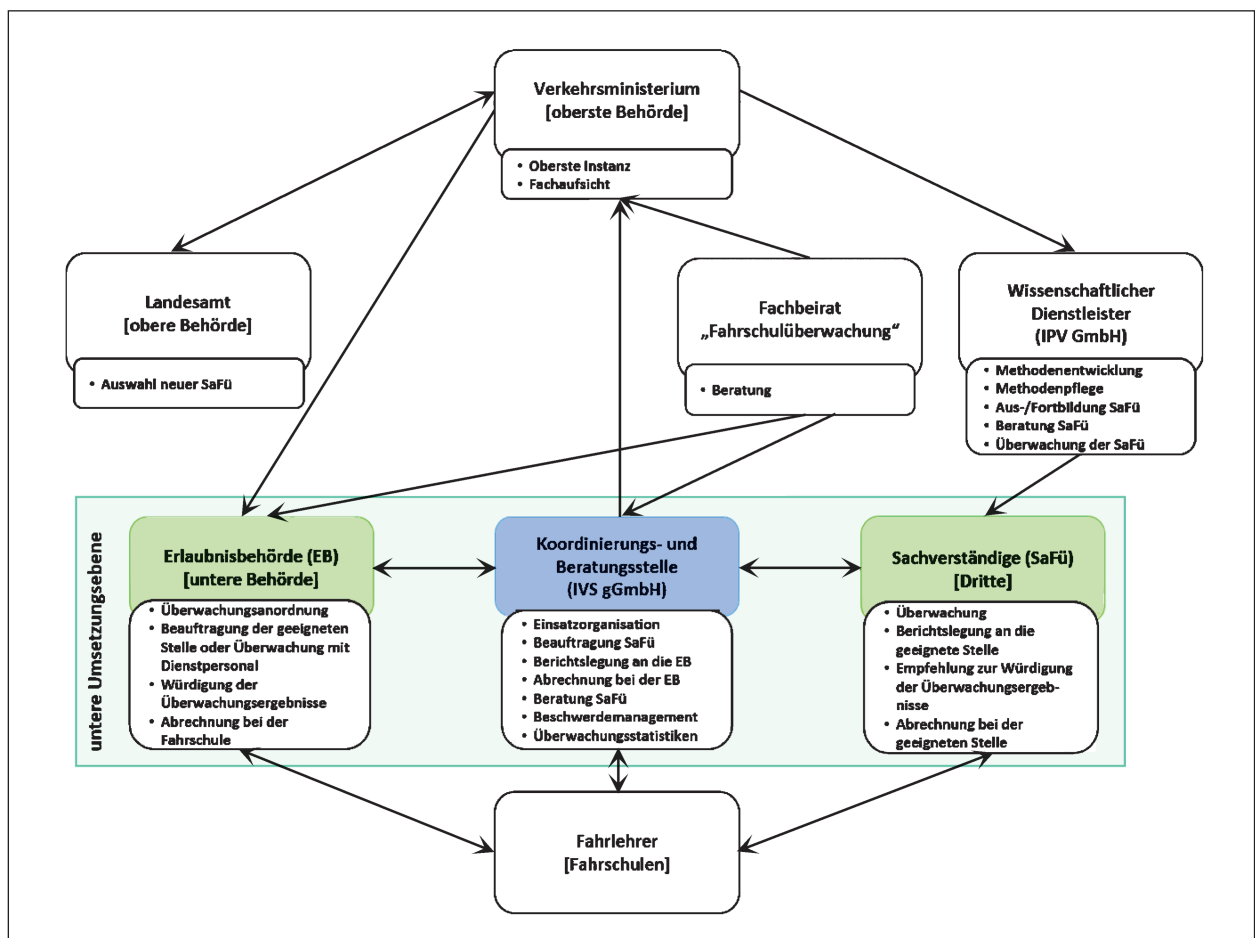 Verkehrsministerium
[oberste Behörde]
• Oberste Instanz
• Fachaufsicht
Landesamt
[obere Behörde]
• Auswahl neuer SaFü
Fachbeirat
„Fahrschulüberwachung“
• Beratung
Wissenschaftlicher
Dienstleister
(IPV GmbH)
• Methodenentwicklung
• Methodenpflege
• Aus-/Fortbildung SaFü
• Beratung SaFü
• Überwachung der SaFü
untere Umsetzungsebene
Erlaubnisbehörde (EB)
[untere Behörde]
• Überwachungsanordnung
• Beauftragung der geeigneten
Stelle oder Überwachung mit
Dienstpersonal
• Würdigung der
Überwachungsergebnisse
• Abrechnung bei der
Fahrschule
Koordinierungs- und
Beratungsstelle
(IVS gGmbH)
• Einsatzorganisation
• Beauftragung SaFü
• Berichtslegung an die EB
• Abrechnung bei der EB
• Beratung SaFü
• Beschwerdemanagement
• Überwachungsstatistiken
Sachverständige (SaFü)
[Dritte]
• Überwachung
• Berichtslegung an die
geeignete Stelle
• Empfehlung zur Würdigung
der Überwachungsergeb-
nisse
• Abrechnung bei der
geeigneten Stelle
Fahrlehrer
[Fahrschulen]